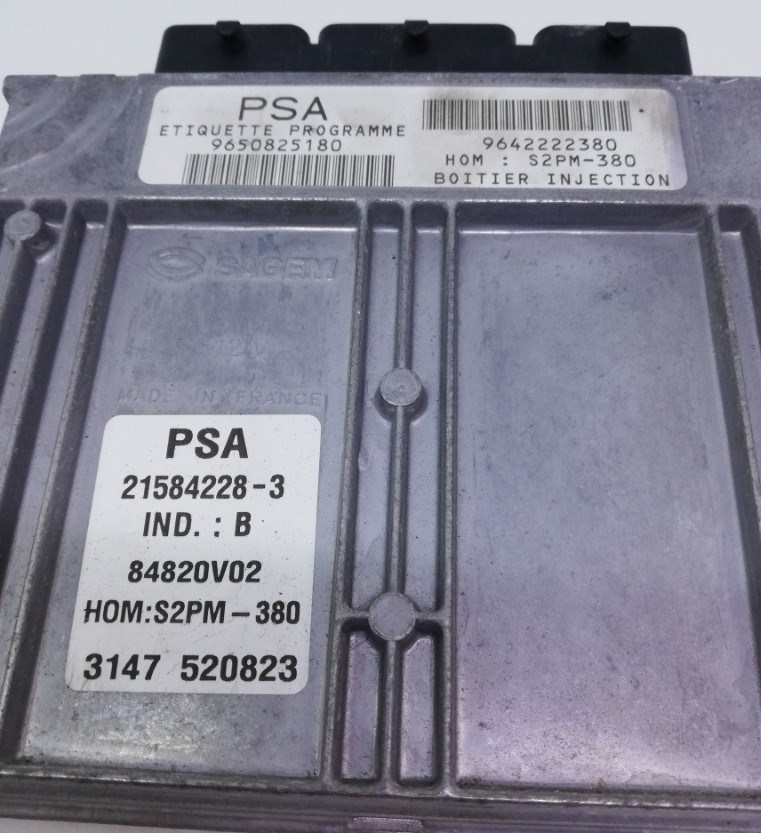 PSA
ETIQUETTE PROGRAMME
9650825180
9642222380
HOM : S2PM-380
BOITIER INJECTION
SAGEM
12V
MADE IN FRANCE
PSA
21584228-3
IND. : B
84820V02
HOM:S2PM-380
3147 520823